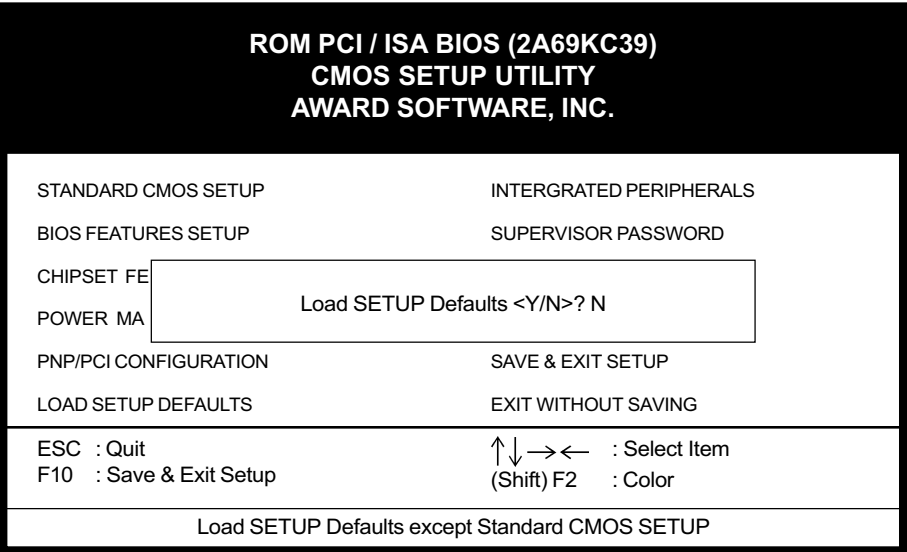 ROM PCI / ISA BIOS (2A69KC39)
CMOS SETUP UTILITY
AWARD SOFTWARE, INC.
STANDARD CMOS SETUP
INTERGRATED PERIPHERALS
BIOS FEATURES SETUP
SUPERVISOR PASSWORD
CHIPSET FE
Load SETUP Defaults <Y/N>? N
POWER MA
PNP/PCI CONFIGURATION
SAVE & EXIT SETUP
LOAD SETUP DEFAULTS
EXIT WITHOUT SAVING
ESC : Quit
↑↓→← : Select Item
F10 : Save & Exit Setup
(Shift) F2 : Color
Load SETUP Defaults except Standard CMOS SETUP